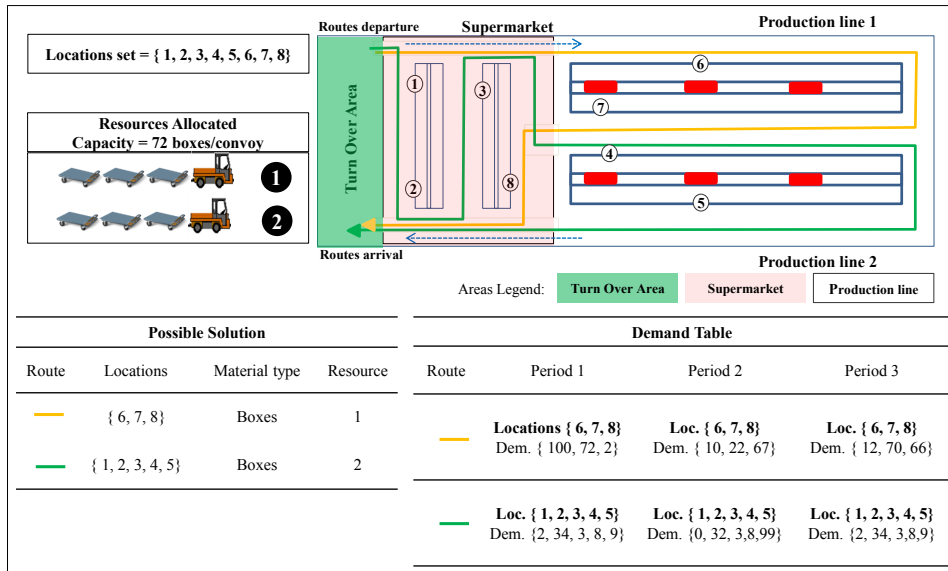 Routes departure
Supermarket
Production line 1
Locations set = { 1, 2, 3, 4, 5, 6, 7, 8}
Resources Allocated
Capacity = 72 boxes/convoy
1
2
Turn Over Area
1
3
2
8
6
7
4
5
Routes arrival
Production line 2
Areas Legend:
Turn Over Area
Supermarket
Production line
Possible Solution
Route Locations Material type Resource
{ 6, 7, 8} Boxes 1
{ 1, 2, 3, 4, 5} Boxes 2
Demand Table
Route Period 1 Period 2 Period 3
Locations { 6, 7, 8} Loc. { 6, 7, 8} Loc. { 6, 7, 8}
Dem. { 100, 72, 2} Dem. { 10, 22, 67} Dem. { 12, 70, 66}
Loc. { 1, 2, 3, 4, 5} Loc. { 1, 2, 3, 4, 5} Loc. { 1, 2, 3, 4, 5}
Dem. {2, 34, 3, 8, 9} Dem. {0, 32, 3,8,99} Dem. {2, 34, 3,8,9}